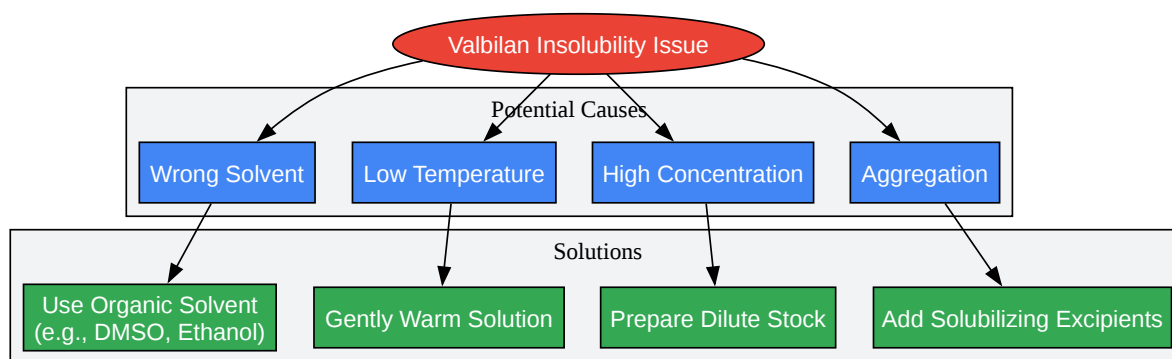 Valbilan Insolubility Issue
Potential Causes
Wrong Solvent
Low Temperature
High Concentration
Aggregation
Solutions
Use Organic Solvent
(e.g., DMSO, Ethanol)
Gently Warm Solution
Prepare Dilute Stock
Add Solubilizing Excipients